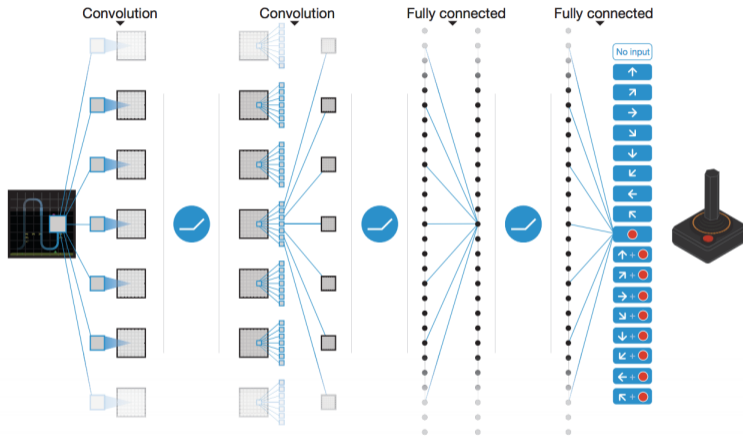 Convolution
Convolution
Fully connected
Fully connected
No input
+
+
+
+
+
+
+
+